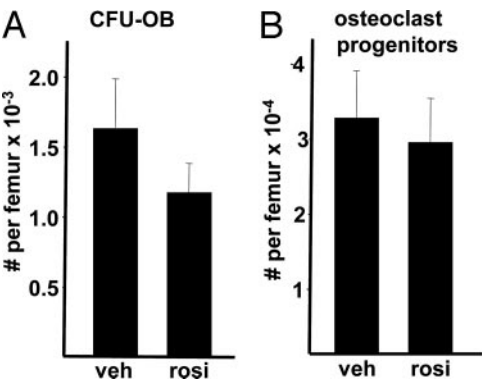 A
CFU-OB
# per femur x 10⁻³
2.0
1.5
1.0
0.5
veh
rosi
B
osteoclast
progenitors
# per femur x 10⁻⁴
4
3
2
1
veh
rosi